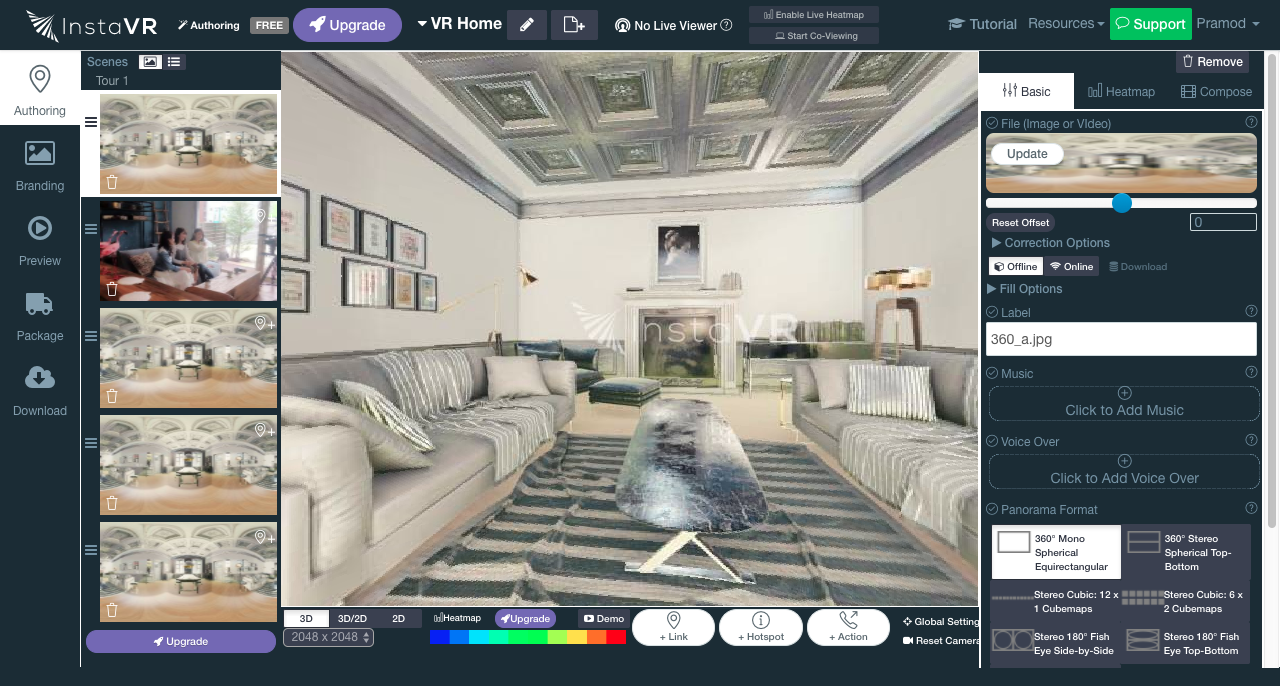 InstaVR
Authoring
FREE
Upgrade
VR Home
No Live Viewer
Enable Live Heatmap
Start Co-Viewing
Tutorial
Resources
Support
Pramod
Authoring
Branding
Preview
Package
Download
Scenes
Tour 1
Upgrade
InstaVR
3D
3D/2D
2D
2048 x 2048
Heatmap
Upgrade
Demo
+ Link
+ Hotspot
+ Action
Global Setting
Reset Camera
Remove
Basic
Heatmap
Compose
File (Image or VIdeo)
Update
Reset Offset
0
Correction Options
Offline
Online
Download
Fill Options
Label
360_a.jpg
Music
Click to Add Music
Voice Over
Click to Add Voice Over
Panorama Format
360° Mono
Spherical
Equirectangular
360° Stereo
Spherical Top-
Bottom
Stereo Cubic: 12 x
1 Cubemaps
Stereo Cubic: 6 x
2 Cubemaps
Stereo 180° Fish
Eye Side-by-Side
Stereo 180° Fish
Eye Top-Bottom